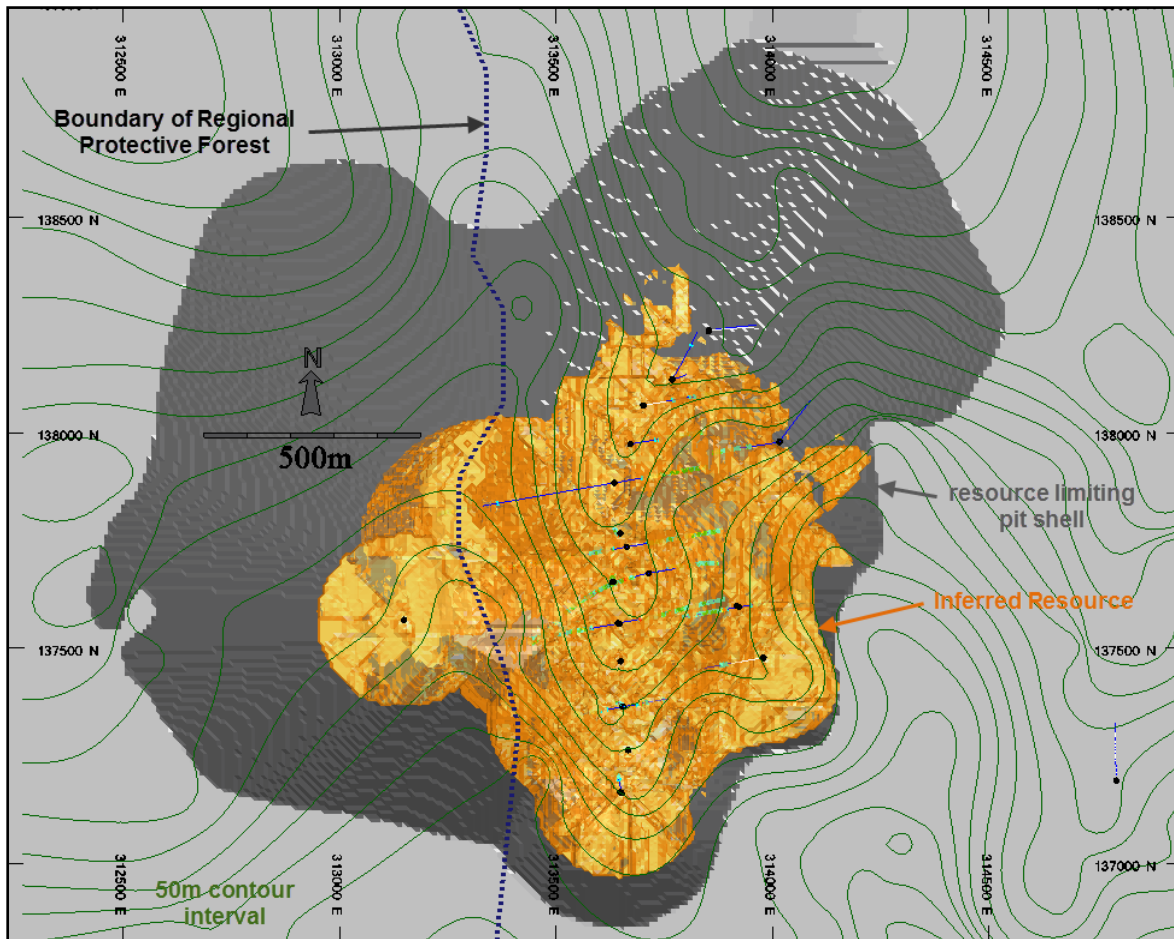 312500 E
313000 E
313500 E
314000 E
314500 E
Boundary of Regional
Protective Forest
138500 N
138500 N
N
500m
138000 N
138000 N
resource limiting
pit shell
Inferred Resource
137500 N
137500 N
50m contour
interval
137000 N
312500 E
313000 E
313500 E
314000 E
314500 E